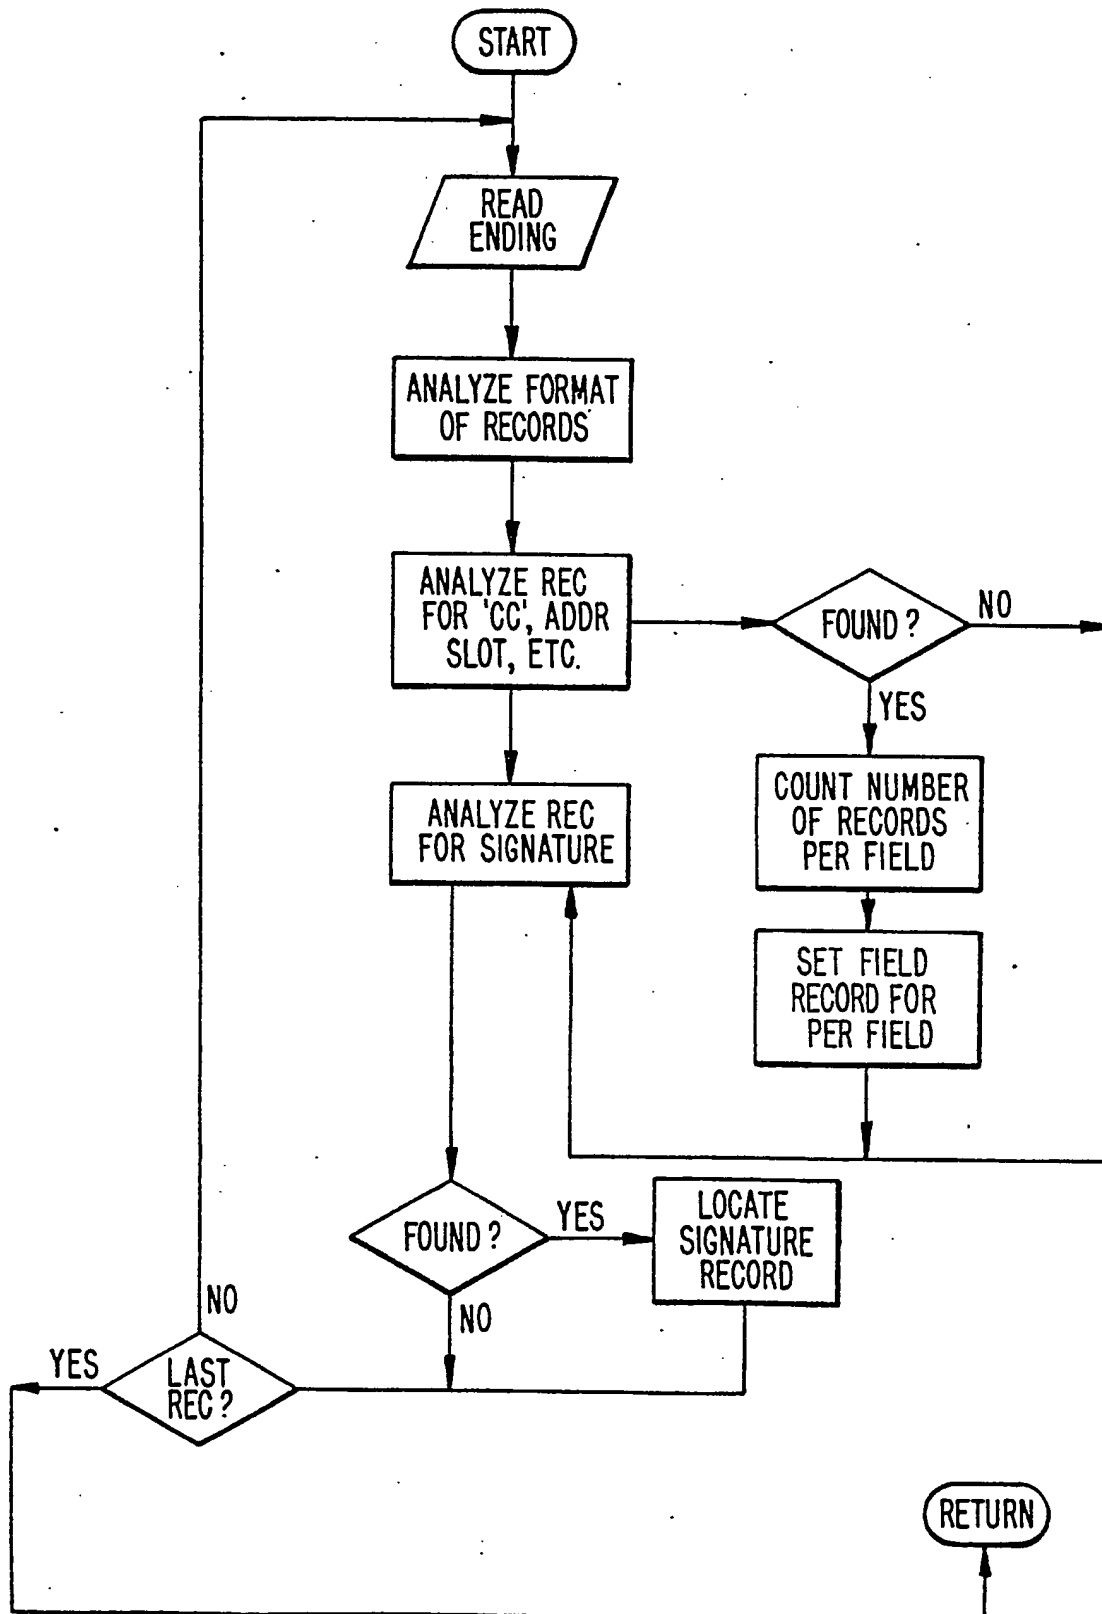 START
READ
ENDING
ANALYZE FORMAT
OF RECORDS
ANALYZE REC
FOR 'CC', ADDR
SLOT, ETC.
FOUND?
NO
YES
COUNT NUMBER
OF RECORDS
PER FIELD
ANALYZE REC
FOR SIGNATURE
SET FIELD
RECORD FOR
PER FIELD
FOUND?
YES
LOCATE
SIGNATURE
RECORD
NO
NO
YES
LAST
REC?
RETURN